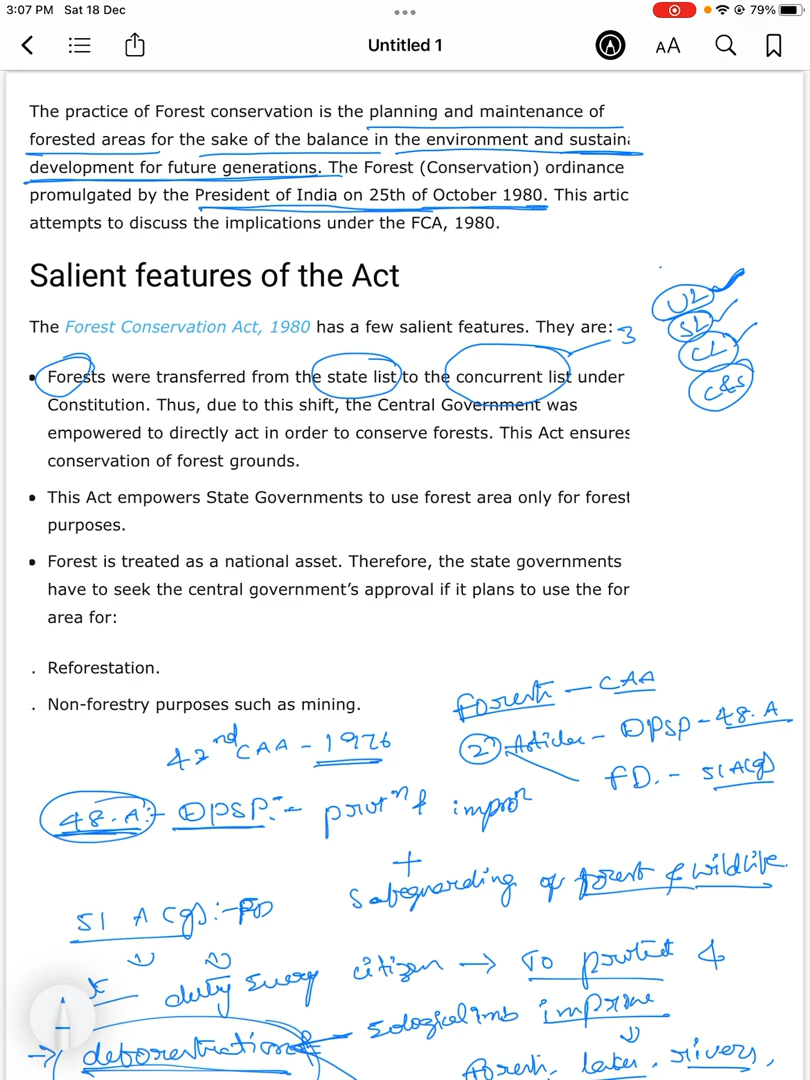 3:07 PM Sat 18 Dec
79%
Untitled 1
AA
The practice of Forest conservation is the planning and maintenance of
forested areas for the sake of the balance in the environment and sustain
development for future generations. The Forest (Conservation) ordinance
promulgated by the President of India on 25th of October 1980. This artic
attempts to discuss the implications under the FCA, 1980.
Salient features of the Act
UL
SL
CL
C&S
The Forest Conservation Act, 1980 has a few salient features. They are:
3
• Forests were transferred from the state list to the concurrent list under
Constitution. Thus, due to this shift, the Central Government was
empowered to directly act in order to conserve forests. This Act ensures
conservation of forest grounds.
• This Act empowers State Governments to use forest area only for forest
purposes.
• Forest is treated as a national asset. Therefore, the state governments
have to seek the central government’s approval if it plans to use the for
area for:
. Reforestation.
. Non-forestry purposes such as mining.
Forest – CAA
42nd CAA – 1976
2 Articles – DPSP – 48.A
FD. – 51A(g)
48.A :- DPSP :-
+
Safeguarding of forest & wildlife
51 A (g) :- FD
duty every citizen → To protect &
improve
→ deforestration
forest, lakes, rivers,